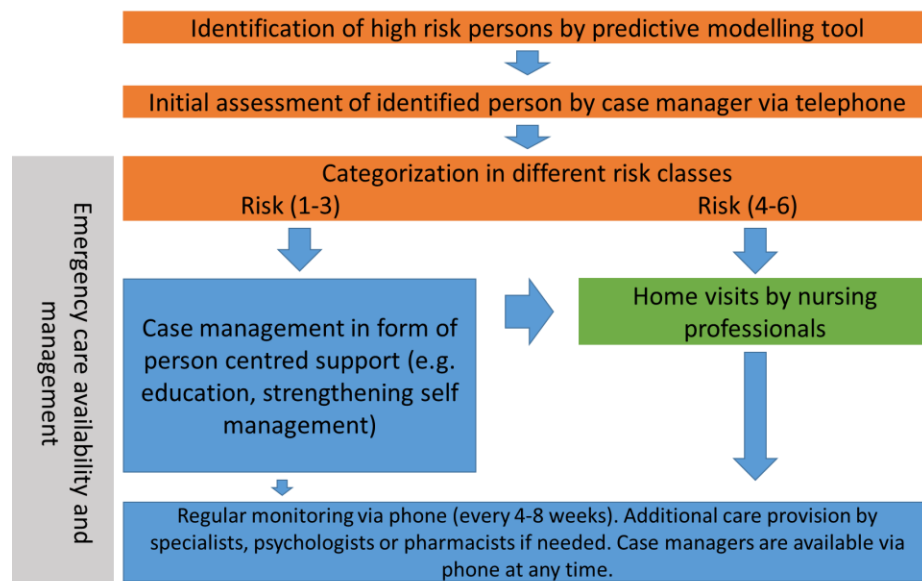 Identification of high risk persons by predictive modelling tool
Initial assessment of identified person by case manager via telephone
Categorization in different risk classes
Risk (1-3)
Risk (4-6)
Emergency care availability and
management
Case management in form of
person centred support (e.g.
education, strengthening self
management)
Home visits by nursing
professionals
Regular monitoring via phone (every 4-8 weeks). Additional care provision by
specialists, psychologists or pharmacists if needed. Case managers are available via
phone at any time.